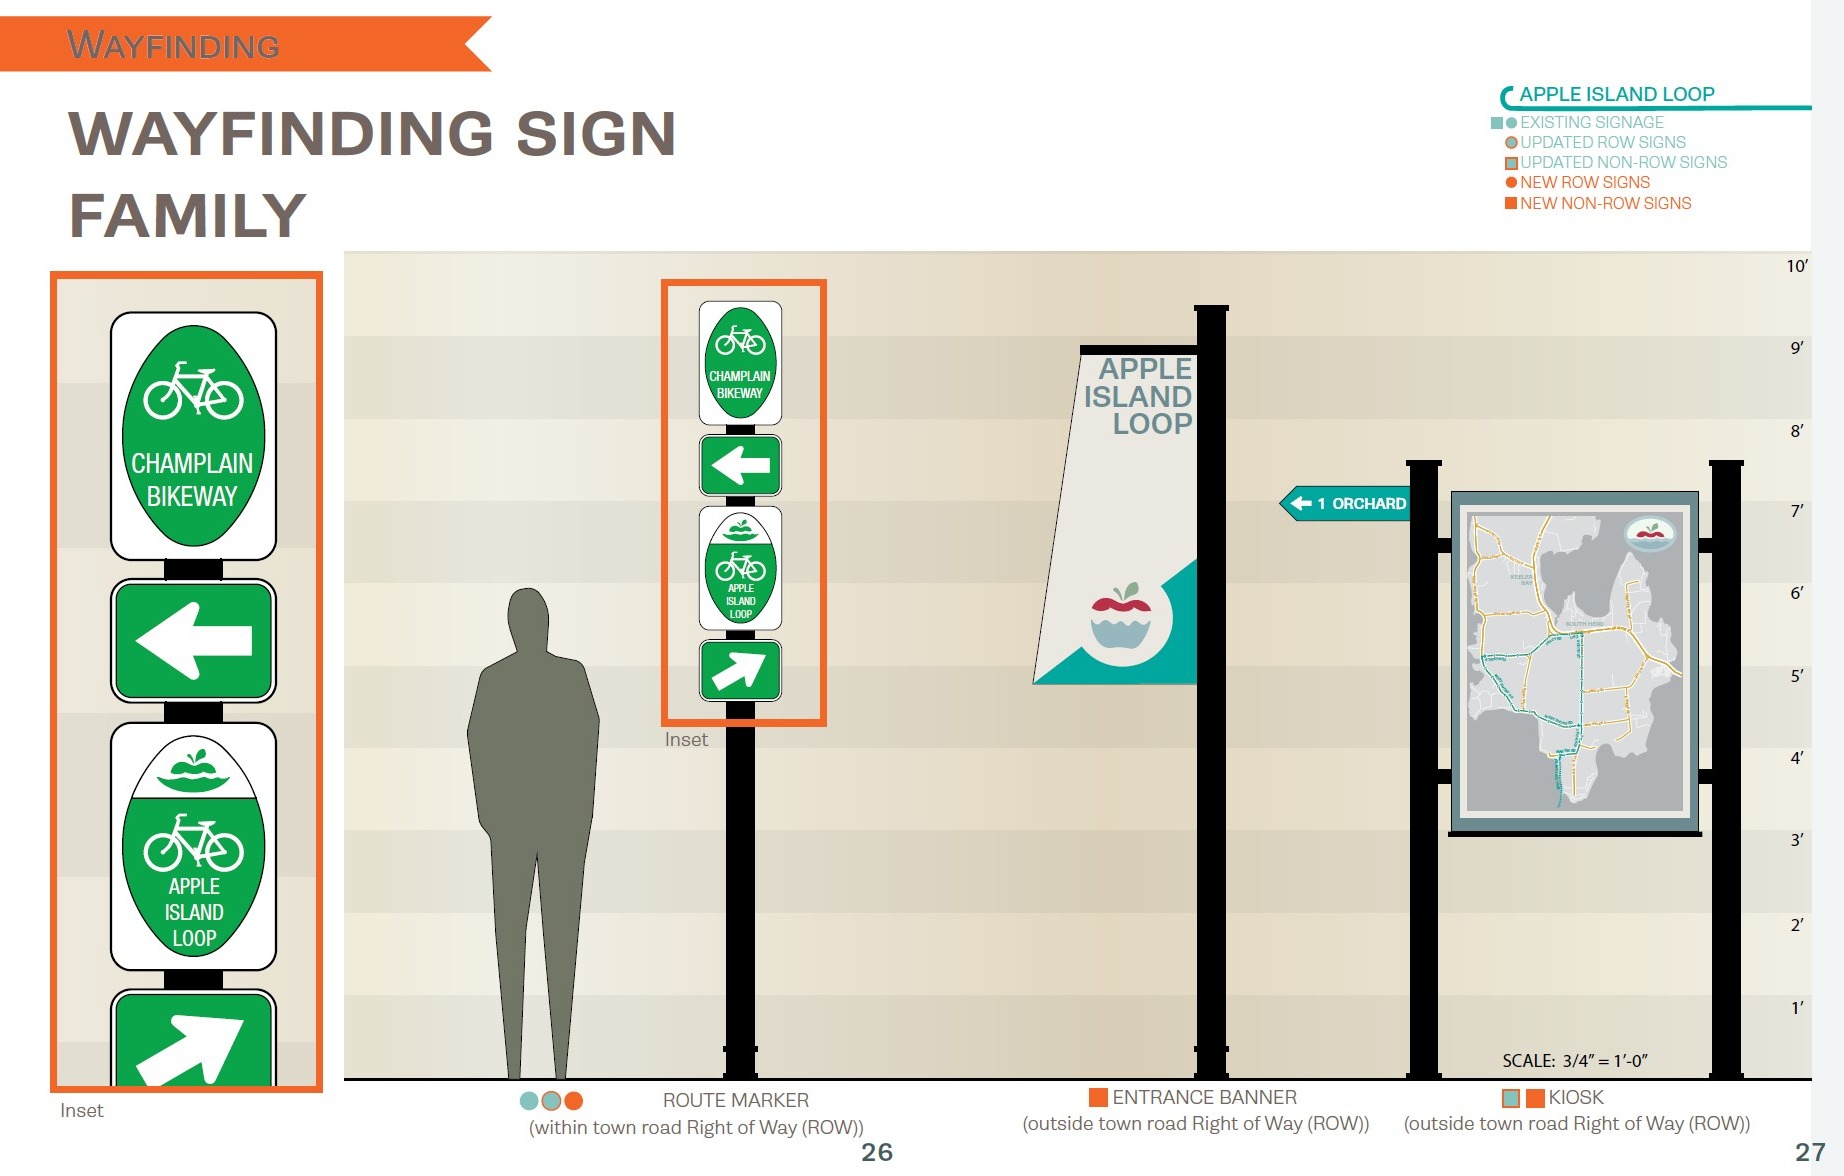 WAYFINDING
WAYFINDING SIGN
FAMILY
APPLE ISLAND LOOP
EXISTING SIGNAGE
UPDATED ROW SIGNS
UPDATED NON-ROW SIGNS
NEW ROW SIGNS
NEW NON-ROW SIGNS
CHAMPLAIN
BIKEWAY
APPLE
ISLAND
LOOP
Inset
CHAMPLAIN
BIKEWAY
APPLE
ISLAND
LOOP
Inset
APPLE
ISLAND
LOOP
1 ORCHARD
KEELER
BAY
SOUTH HERO
10'
9'
8'
7'
6'
5'
4'
3'
2'
1'
SCALE: 3/4" = 1'-0"
ROUTE MARKER
(within town road Right of Way (ROW))
ENTRANCE BANNER
(outside town road Right of Way (ROW))
KIOSK
(outside town road Right of Way (ROW))
26
27